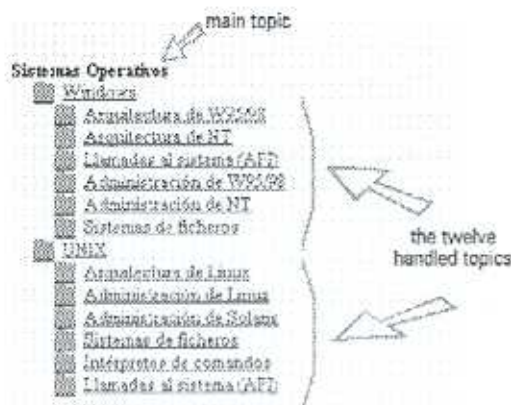 main topic
Sistemas Operativos
Windows
Arquitectura de W95/98
Arquitectura de NT
Llamadas al sistema (API)
Administración de W95/98
Administración de NT
Sistemas de ficheros
UNIX
Arquitectura de Linux
Administración de Linux
Administración de Solaris
Sistemas de ficheros
Intérpretes de comandos
Llamadas al sistema (API)
the twelve
handled topics